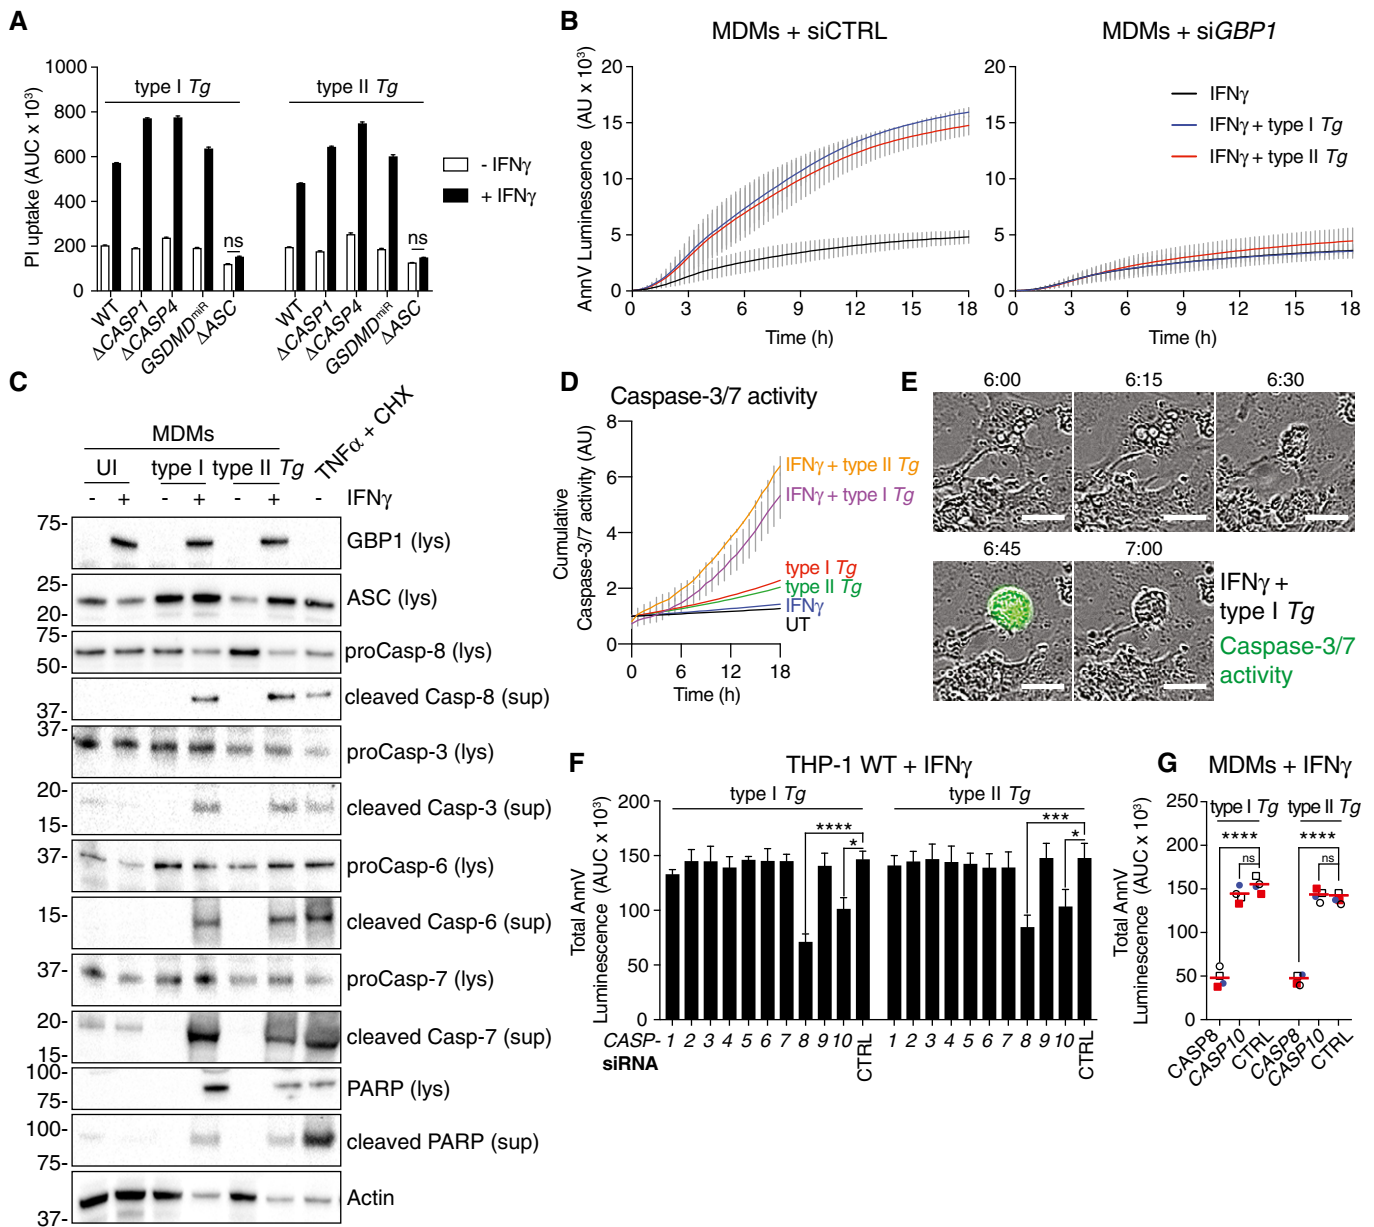 A
PI uptake (AUC x 10³)
1000
800
600
400
200
0
type I Tg
type II Tg
ns
ns
WT
ΔCASP1
ΔCASP4
GSDMDmiR
ΔASC
WT
ΔCASP1
ΔCASP4
GSDMDmiR
ΔASC
- IFNγ
+ IFNγ
B
MDMs + siCTRL
MDMs + siGBP1
AnnV Luminescence (AU x 10³)
20
15
10
5
0
0 3 6 9 12 15 18
Time (h)
20
15
10
5
0
0 3 6 9 12 15 18
Time (h)
IFNγ
IFNγ + type I Tg
IFNγ + type II Tg
C
MDMs
TNFα + CHX
UI type I type II Tg
- + - + - + - IFNγ
75-
GBP1 (lys)
25-
20-
ASC (lys)
75-
50-
proCasp-8 (lys)
37-
cleaved Casp-8 (sup)
37-
proCasp-3 (lys)
20-
15-
cleaved Casp-3 (sup)
37-
proCasp-6 (lys)
15-
cleaved Casp-6 (sup)
37-
proCasp-7 (lys)
20-
15-
cleaved Casp-7 (sup)
100-
75-
PARP (lys)
100-
75-
cleaved PARP (sup)
37-
Actin
D
Caspase-3/7 activity
Cumulative
Caspase-3/7 activity (AU)
8
6
4
2
0
0 6 12 18
Time (h)
IFNγ + type II Tg
IFNγ + type I Tg
type I Tg
type II Tg
IFNγ
UT
E
6:00 6:15 6:30
6:45 7:00
IFNγ +
type I Tg
Caspase-3/7
activity
F
THP-1 WT + IFNγ
Total AnnV
Luminescence (AUC x 10³)
200
150
100
50
0
type I Tg
type II Tg
****
*
***
*
CASP- 1 2 3 4 5 6 7 8 9 10 CTRL 1 2 3 4 5 6 7 8 9 10 CTRL
siRNA
G
MDMs + IFNγ
Total AnnV
Luminescence (AUC x 10³)
250
200
150
100
50
0
type I Tg type II Tg
**** ****
ns ns
CASP8
CASP10
CTRL
CASP8
CASP10
CTRL